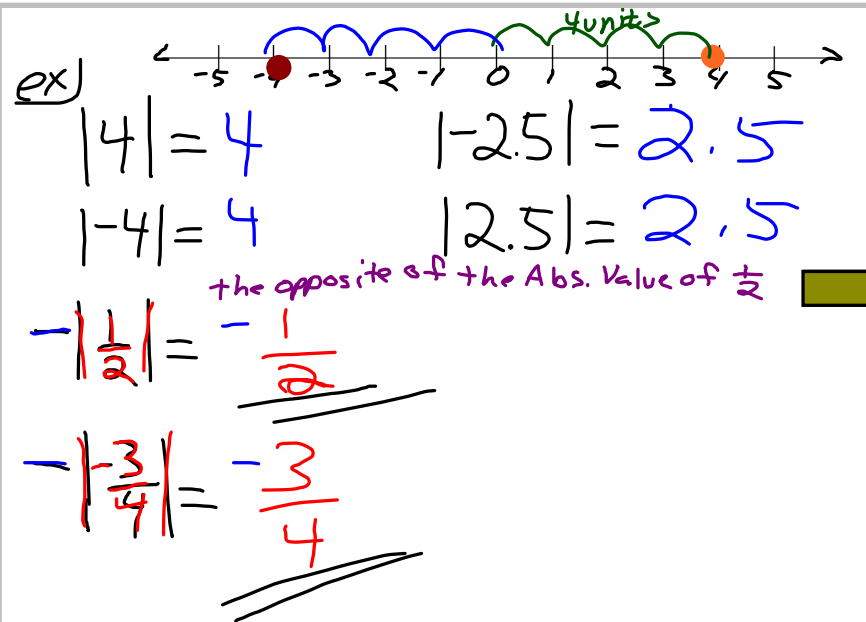 4units
ex)
-5 -4 -3 -2 -1 0 1 2 3 4 5
|4| = 4
|-2.5| = 2.5
|-4| = 4
|2.5| = 2.5
the opposite of the Abs. Value of 1/2
-|1/2| = -1/2
-|-3/4| = -3/4